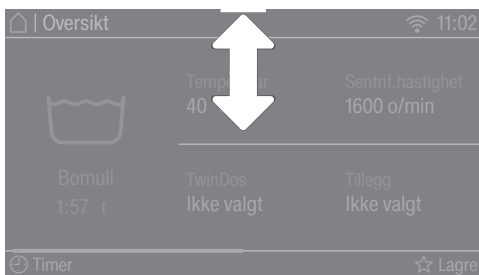 Oversikt 11:02
Temperatur Sentrif.hastighet
40 1600 o/min
Bomull TwinDos Tillegg
1:57 t Ikke valgt Ikke valgt
Timer Lagre